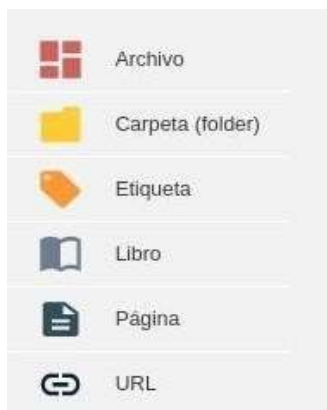 Archivo
Carpeta (folder)
Etiqueta
Libro
Página
URL